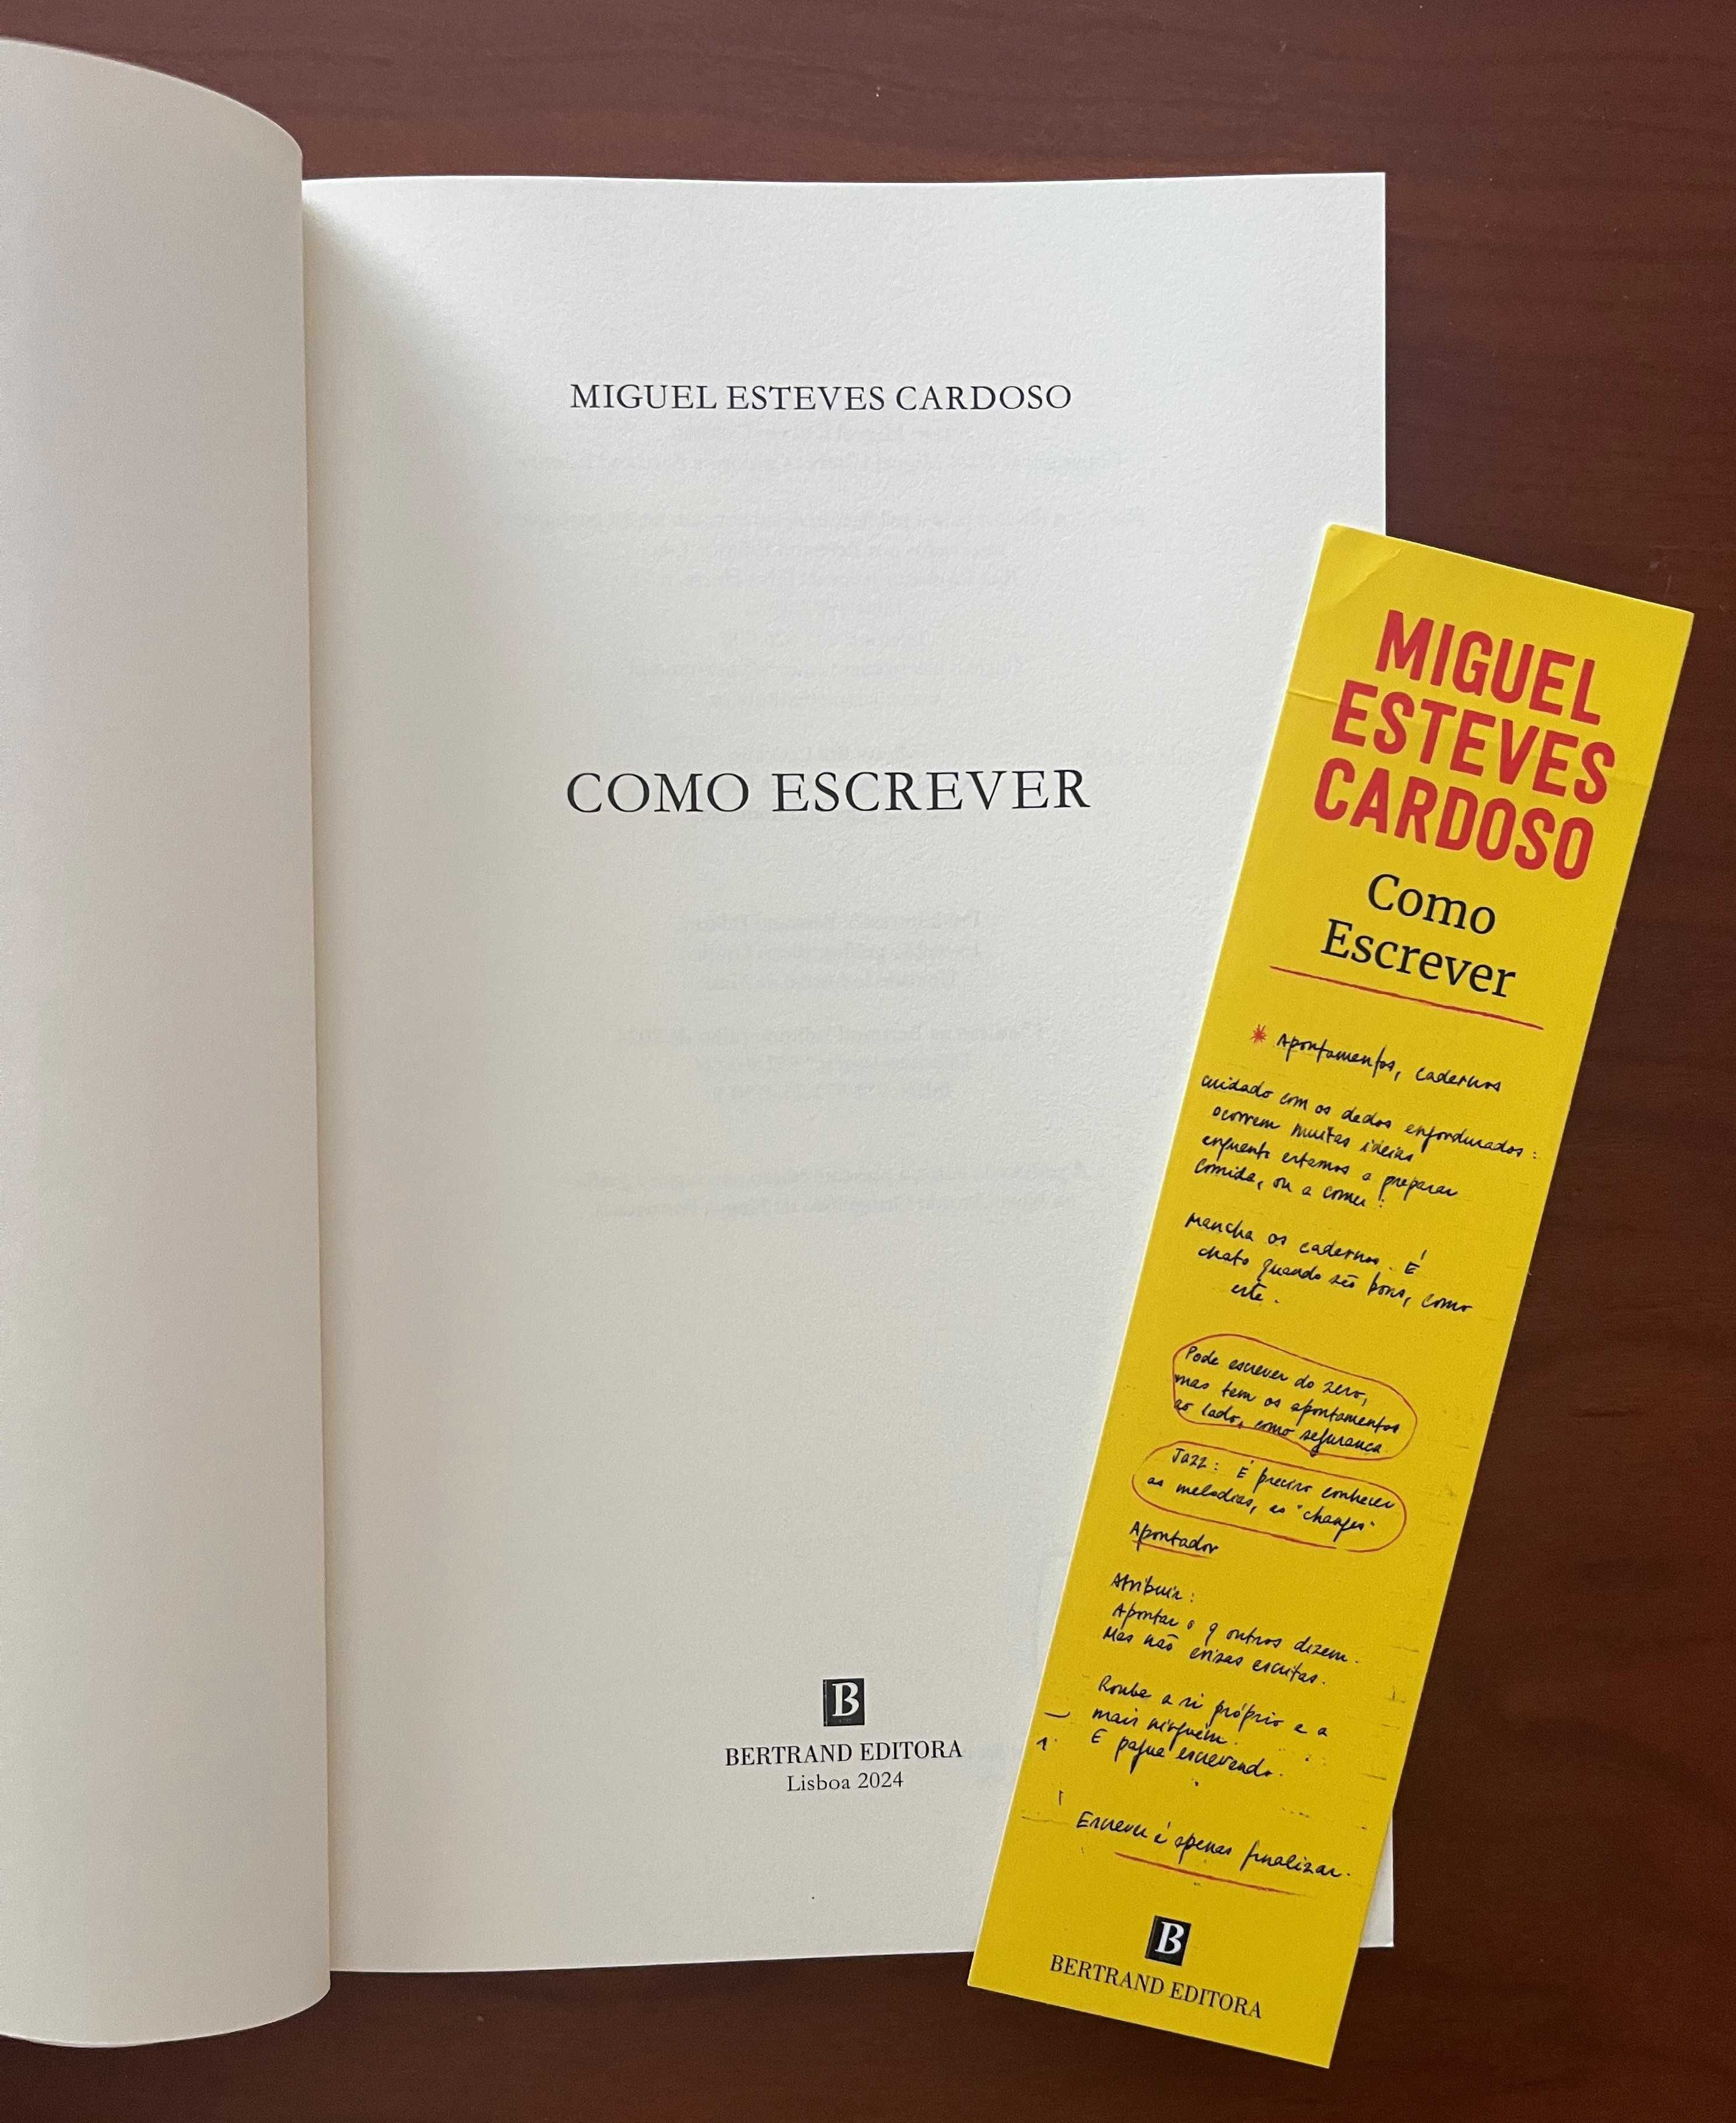 MIGUEL ESTEVES CARDOSO
COMO ESCREVER
B
BERTRAND EDITORA
Lisboa 2024
MIGUEL
ESTEVES
CARDOSO
Como
Escrever
* Apontamentos, cadernos
cuidado com os dedos engordurados :
ocorrem muitas ideias
enquanto estamos a preparar
comida, ou a comer :
Mancha os cadernos. É
chato quando são bons, como
este.
Pode escrever do zero,
mas tem os apontamentos
ao lado, como segurança
Jazz : É preciso conhecer
as melodias, as "changes"
Apontador
Atribuir :
Apontar o q outros dizem.
Mas não coisas escritas.
Roube a si próprio e a
mais ninguém.
E pague escrevendo.
Escrever é apenas finalizar.
B
BERTRAND EDITORA